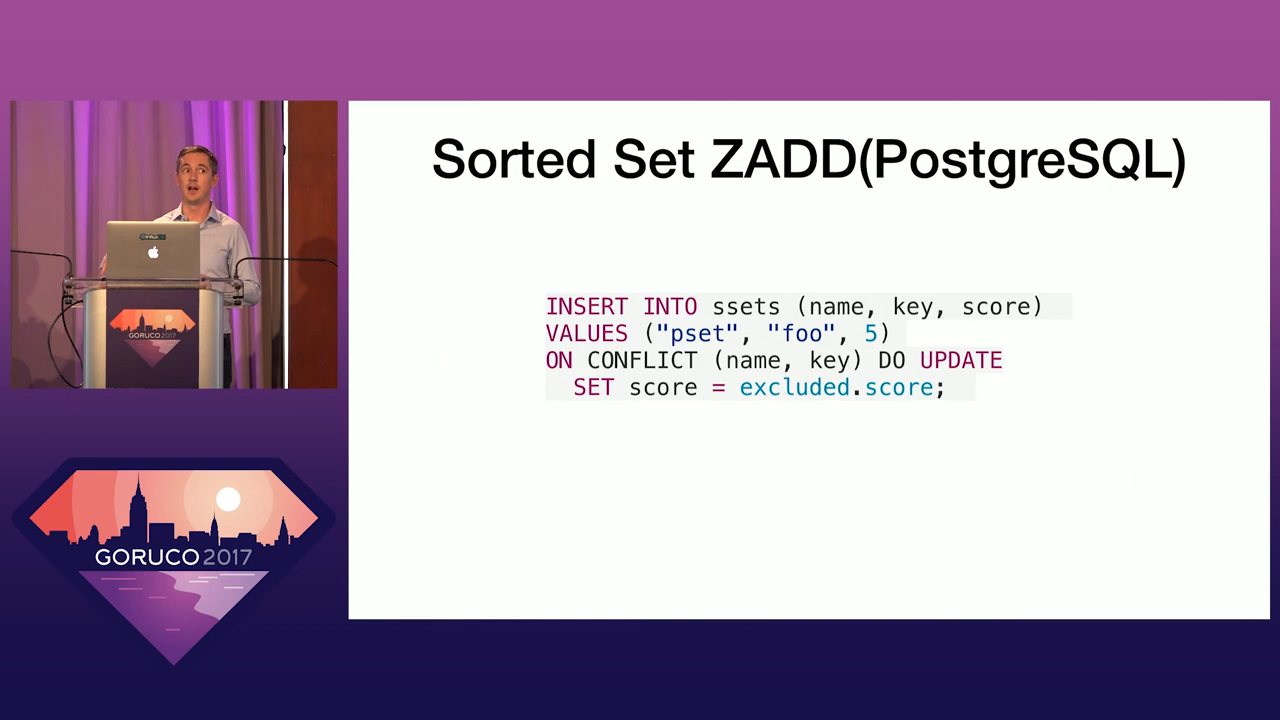 Sorted Set ZADD(PostgreSQL)
INSERT INTO ssets (name, key, score)
VALUES ("pset", "foo", 5)
ON CONFLICT (name, key) DO UPDATE
SET score = excluded.score;
GORUCO 2017
GORUCO 2017